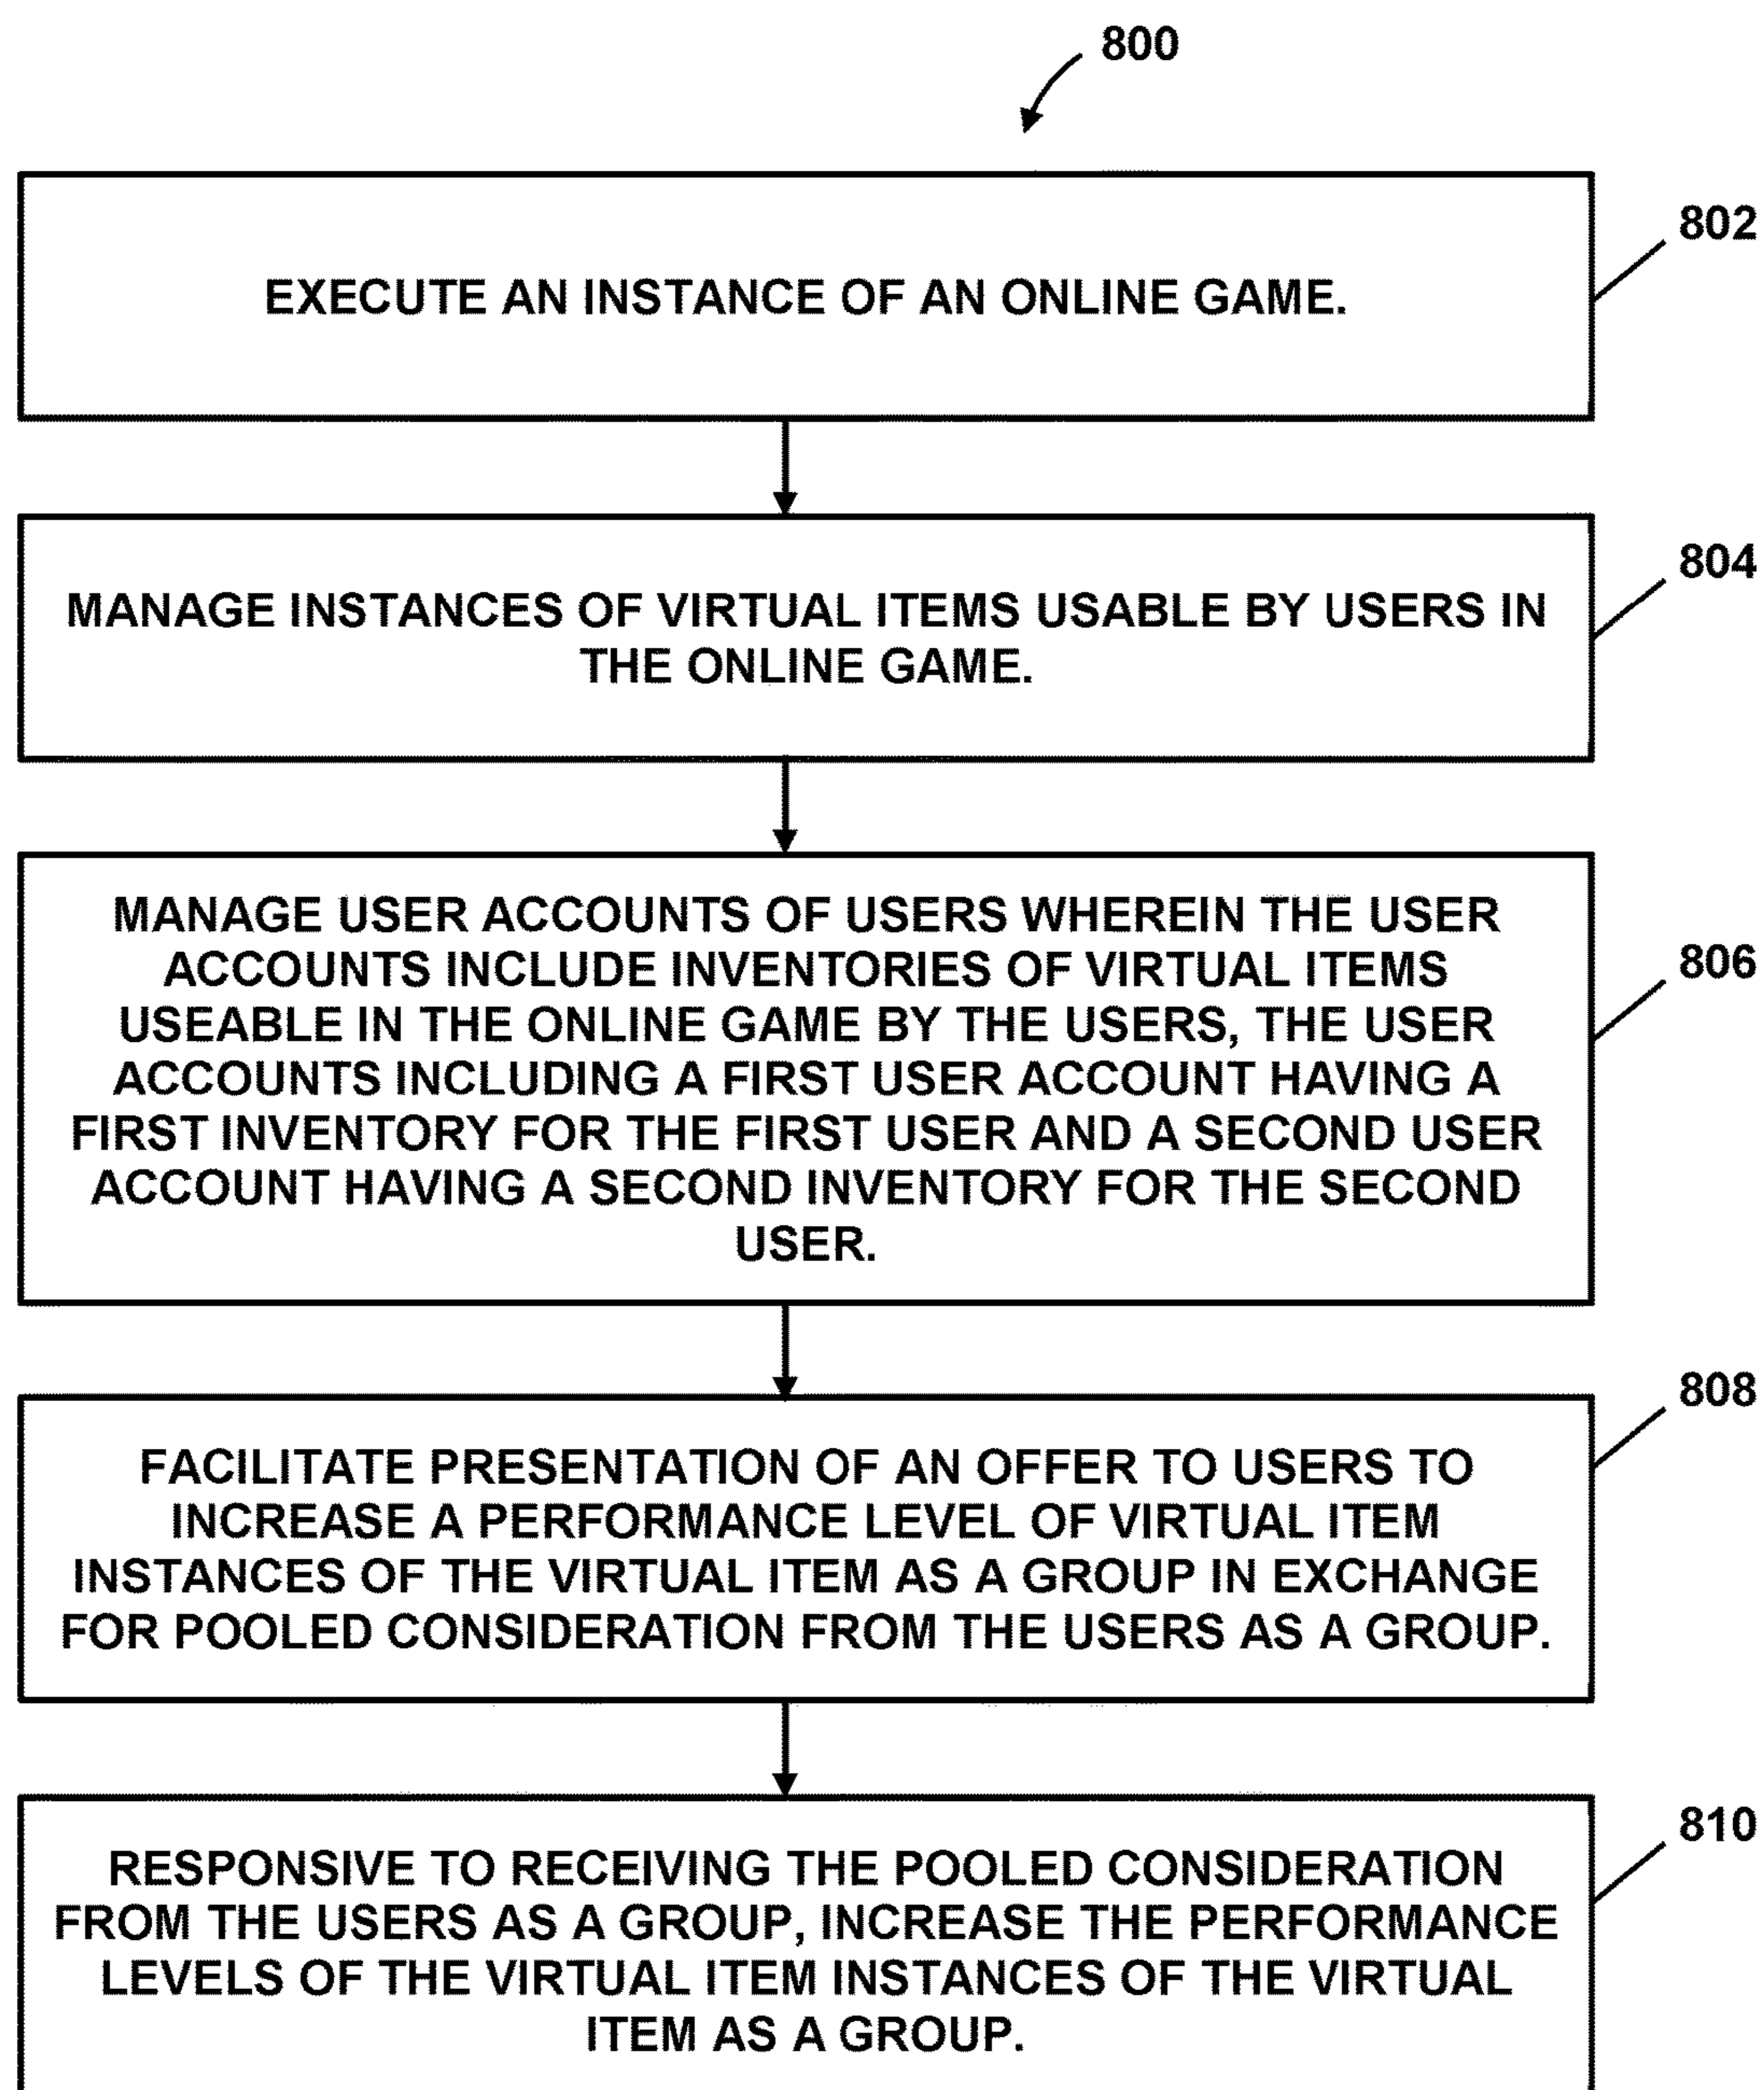 800
802
EXECUTE AN INSTANCE OF AN ONLINE GAME.
804
MANAGE INSTANCES OF VIRTUAL ITEMS USABLE BY USERS IN
THE ONLINE GAME.
806
MANAGE USER ACCOUNTS OF USERS WHEREIN THE USER
ACCOUNTS INCLUDE INVENTORIES OF VIRTUAL ITEMS
USEABLE IN THE ONLINE GAME BY THE USERS, THE USER
ACCOUNTS INCLUDING A FIRST USER ACCOUNT HAVING A
FIRST INVENTORY FOR THE FIRST USER AND A SECOND USER
ACCOUNT HAVING A SECOND INVENTORY FOR THE SECOND
USER.
808
FACILITATE PRESENTATION OF AN OFFER TO USERS TO
INCREASE A PERFORMANCE LEVEL OF VIRTUAL ITEM
INSTANCES OF THE VIRTUAL ITEM AS A GROUP IN EXCHANGE
FOR POOLED CONSIDERATION FROM THE USERS AS A GROUP.
810
RESPONSIVE TO RECEIVING THE POOLED CONSIDERATION
FROM THE USERS AS A GROUP, INCREASE THE PERFORMANCE
LEVELS OF THE VIRTUAL ITEM INSTANCES OF THE VIRTUAL
ITEM AS A GROUP.